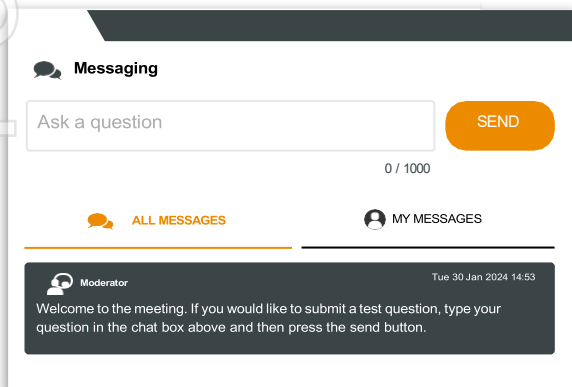 Messaging
Ask a question
SEND
0 / 1000
ALL MESSAGES
MY MESSAGES
Moderator
Tue 30 Jan 2024 14:53
Welcome to the meeting. If you would like to submit a test question, type your
question in the chat box above and then press the send button.